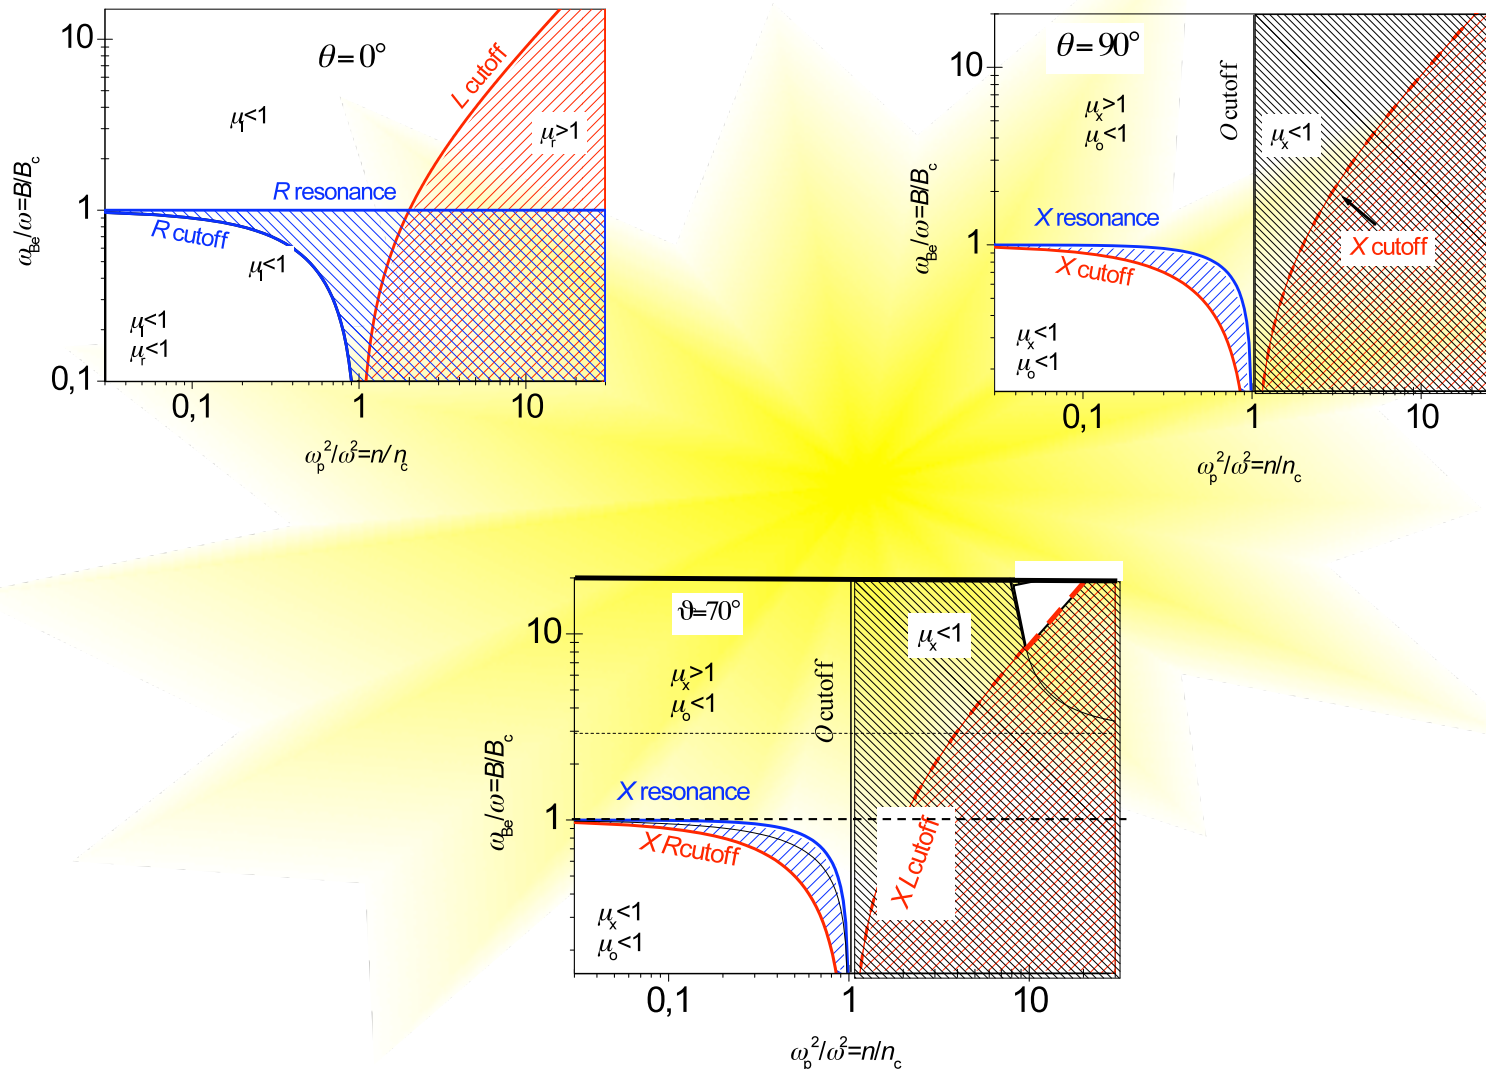 θ= 0°
10
1
0,1
0,1
1
10
L cutoff
μl<1
μr>1
R resonance
R cutoff
μl<1
μl<1
μr<1
ωBe/ω=B/Bc
ωp²/ω²=n/nc
θ= 90°
10
1
0,1
1
10
μx>1
μo<1
O cutoff
μx<1
X resonance
X cutoff
X cutoff
μx<1
μo<1
ωBe/ω=B/Bc
ωp²/ω²=n/nc
ϑ=70°
10
1
0,1
1
10
μx>1
μo<1
O cutoff
μx<1
X resonance
X Rcutoff
X Lcutoff
μx<1
μo<1
ωBe/ω=B/Bc
ωp²/ω²=n/nc